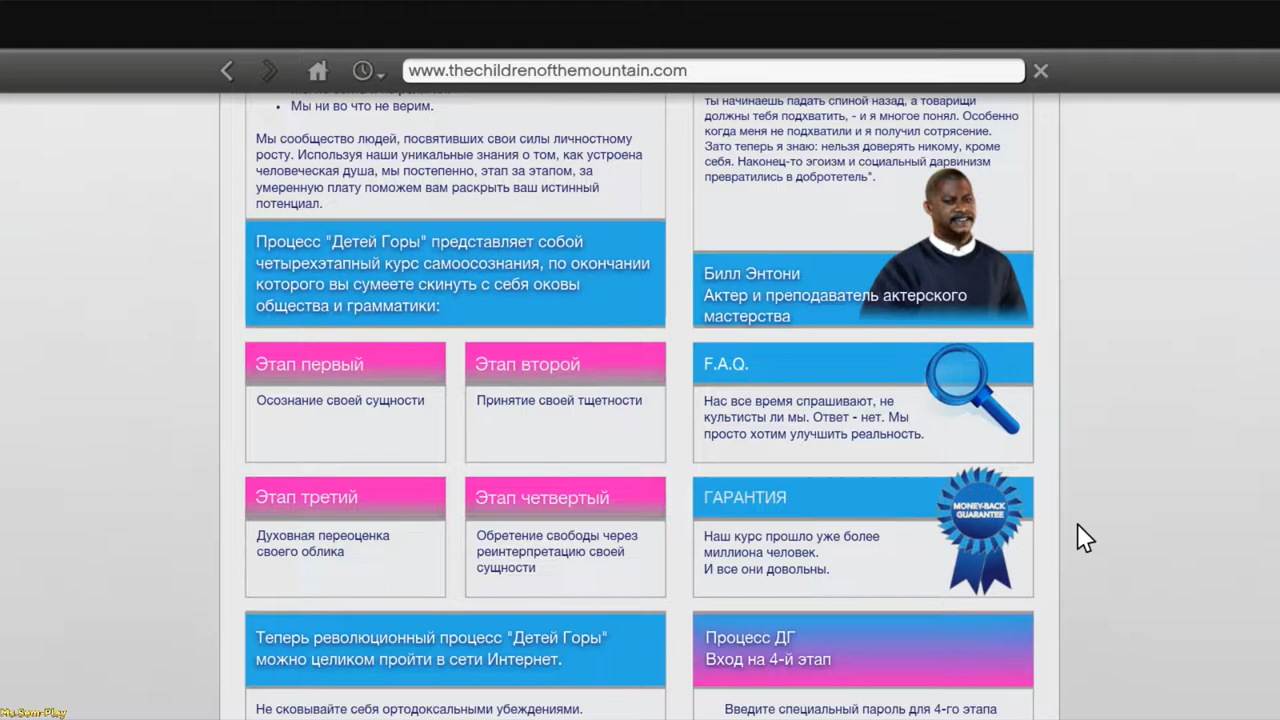 www.thechildrenofthemountain.com
• Мы ни во что не верим.
Мы сообщество людей, посвятивших свои силы личностному
росту. Используя наши уникальные знания о том, как устроена
человеческая душа, мы постепенно, этап за этапом, за
умеренную плату поможем вам раскрыть ваш истинный
потенциал.
Процесс "Детей Горы" представляет собой
четырехэтапный курс самоосознания, по окончании
которого вы сумеете скинуть с себя оковы
общества и грамматики:
ты начинаешь падать спиной назад, а товарищи
должны тебя подхватить, - и я многое понял. Особенно
когда меня не подхватили и я получил сотрясение.
Зато теперь я знаю: нельзя доверять никому, кроме
себя. Наконец-то эгоизм и социальный дарвинизм
превратились в добротетель".
Билл Энтони
Актер и преподаватель актерского
мастерства
Этап первый
Осознание своей сущности
Этап второй
Принятие своей тщетности
F.A.Q.
Нас все время спрашивают, не
культисты ли мы. Ответ - нет. Мы
просто хотим улучшить реальность.
Этап третий
Духовная переоценка
своего облика
Этап четвертый
Обретение свободы через
реинтерпретацию своей
сущности
ГАРАНТИЯ
MONEY-BACK
GUARANTEE
Наш курс прошло уже более
миллиона человек.
И все они довольны.
Теперь революционный процесс "Детей Горы"
можно целиком пройти в сети Интернет.
Не сковывайте себя ортодоксальными убеждениями.
Процесс ДГ
Вход на 4-й этап
Введите специальный пароль для 4-го этапа